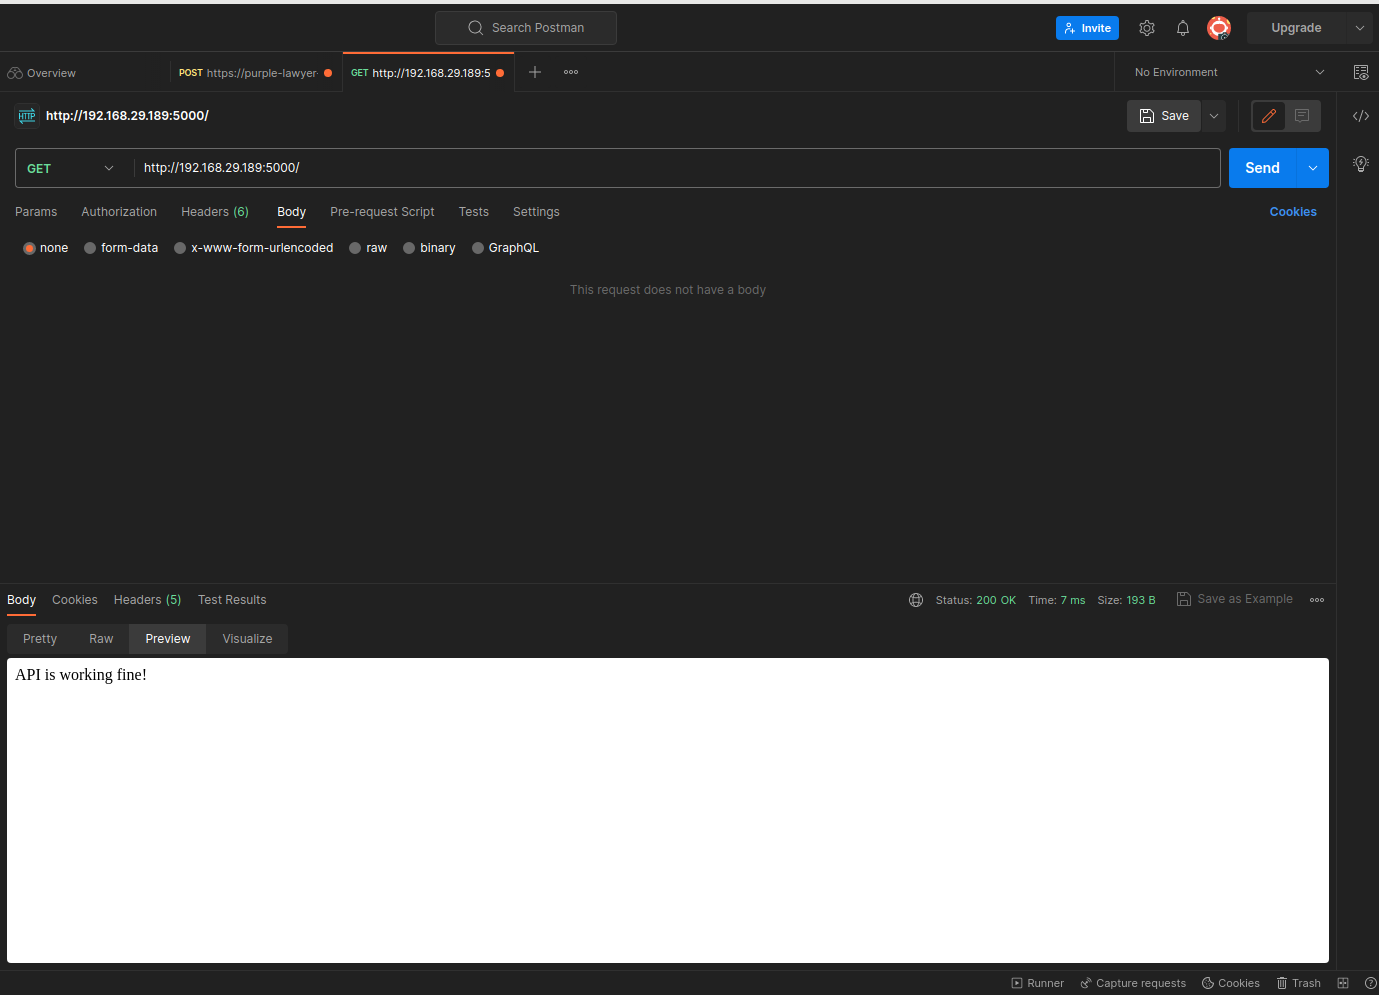 Search Postman
Invite
Upgrade
Overview
POST https://purple-lawyer-
GET http://192.168.29.189:5
No Environment
HTTP http://192.168.29.189:5000/
Save
GET http://192.168.29.189:5000/
Send
Params Authorization Headers (6) Body Pre-request Script Tests Settings Cookies
none form-data x-www-form-urlencoded raw binary GraphQL
This request does not have a body
Body Cookies Headers (5) Test Results Status: 200 OK Time: 7 ms Size: 193 B Save as Example
Pretty Raw Preview Visualize
API is working fine!
Runner Capture requests Cookies Trash